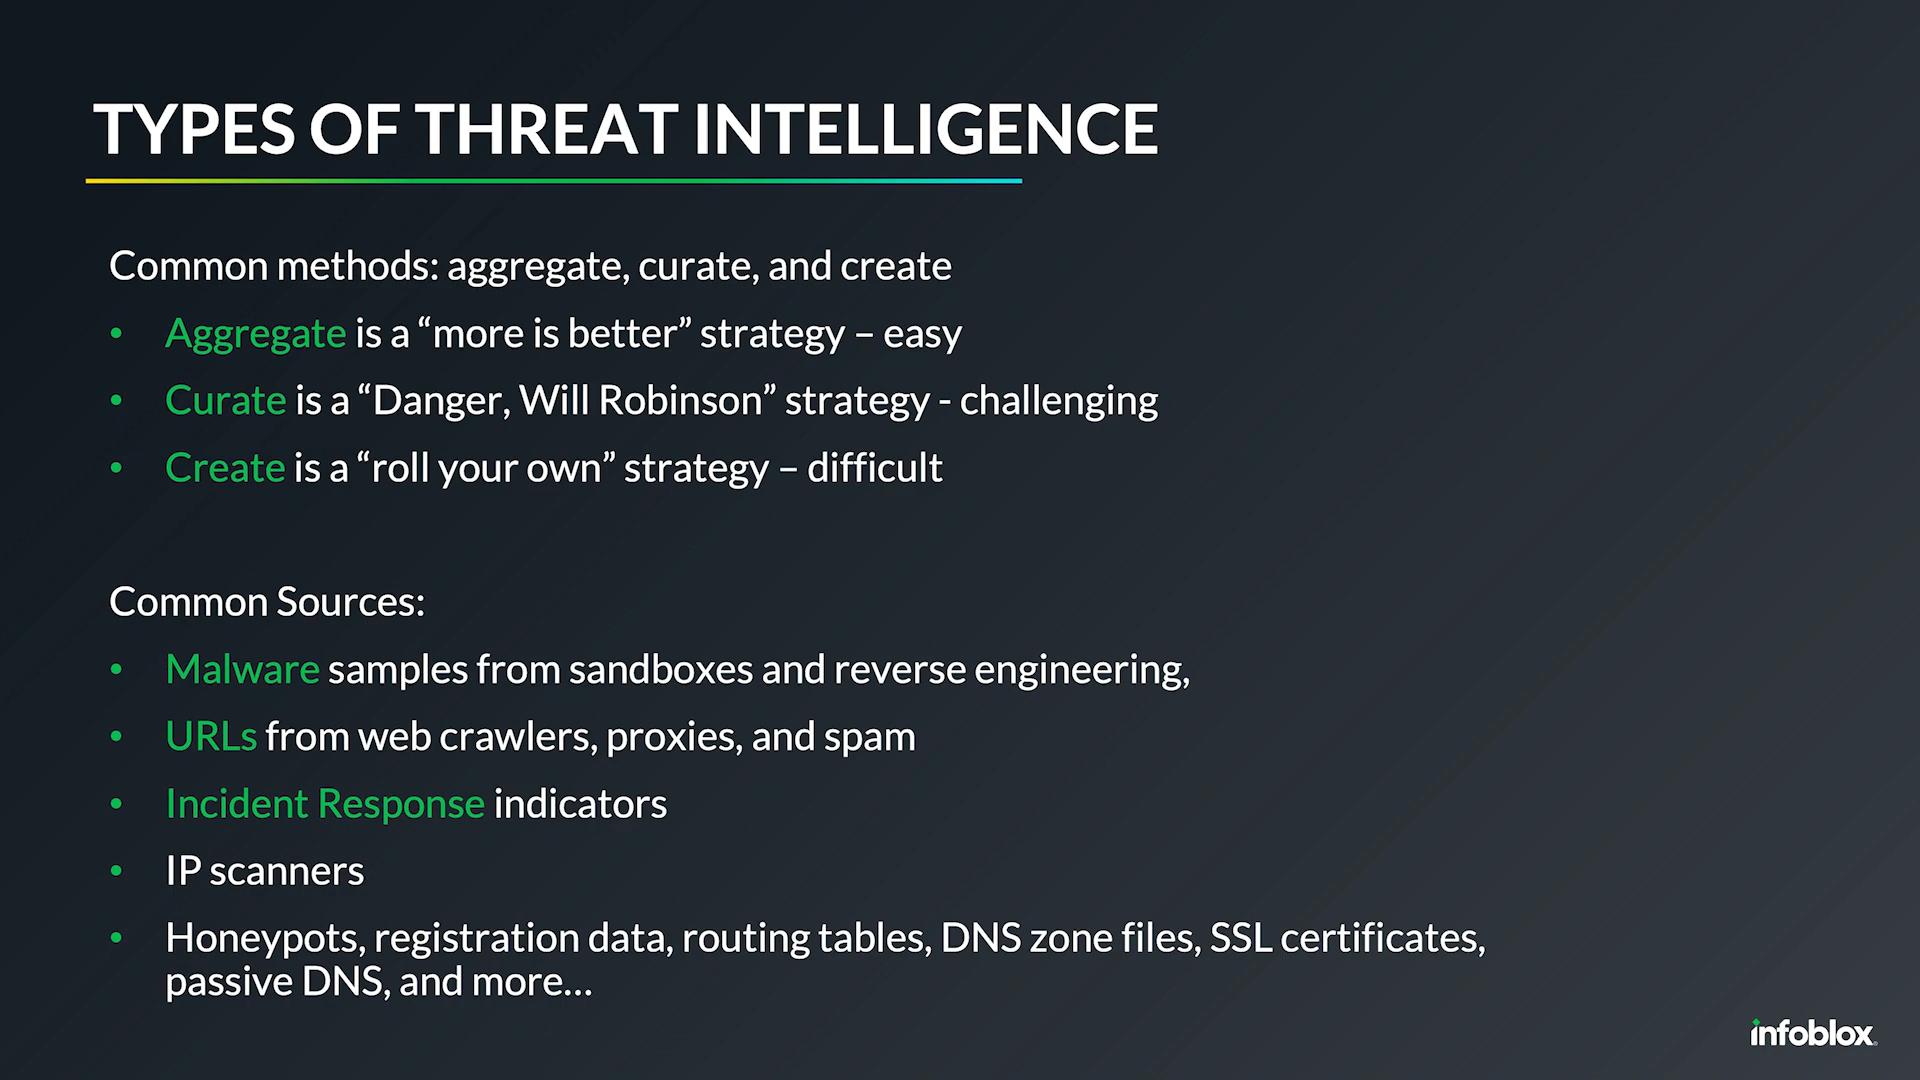 TYPES OF THREAT INTELLIGENCE
Common methods: aggregate, curate, and create
• Aggregate is a “more is better” strategy – easy
• Curate is a “Danger, Will Robinson” strategy - challenging
• Create is a “roll your own” strategy – difficult
Common Sources:
• Malware samples from sandboxes and reverse engineering,
• URLs from web crawlers, proxies, and spam
• Incident Response indicators
• IP scanners
• Honeypots, registration data, routing tables, DNS zone files, SSL certificates,
passive DNS, and more...
infoblox®